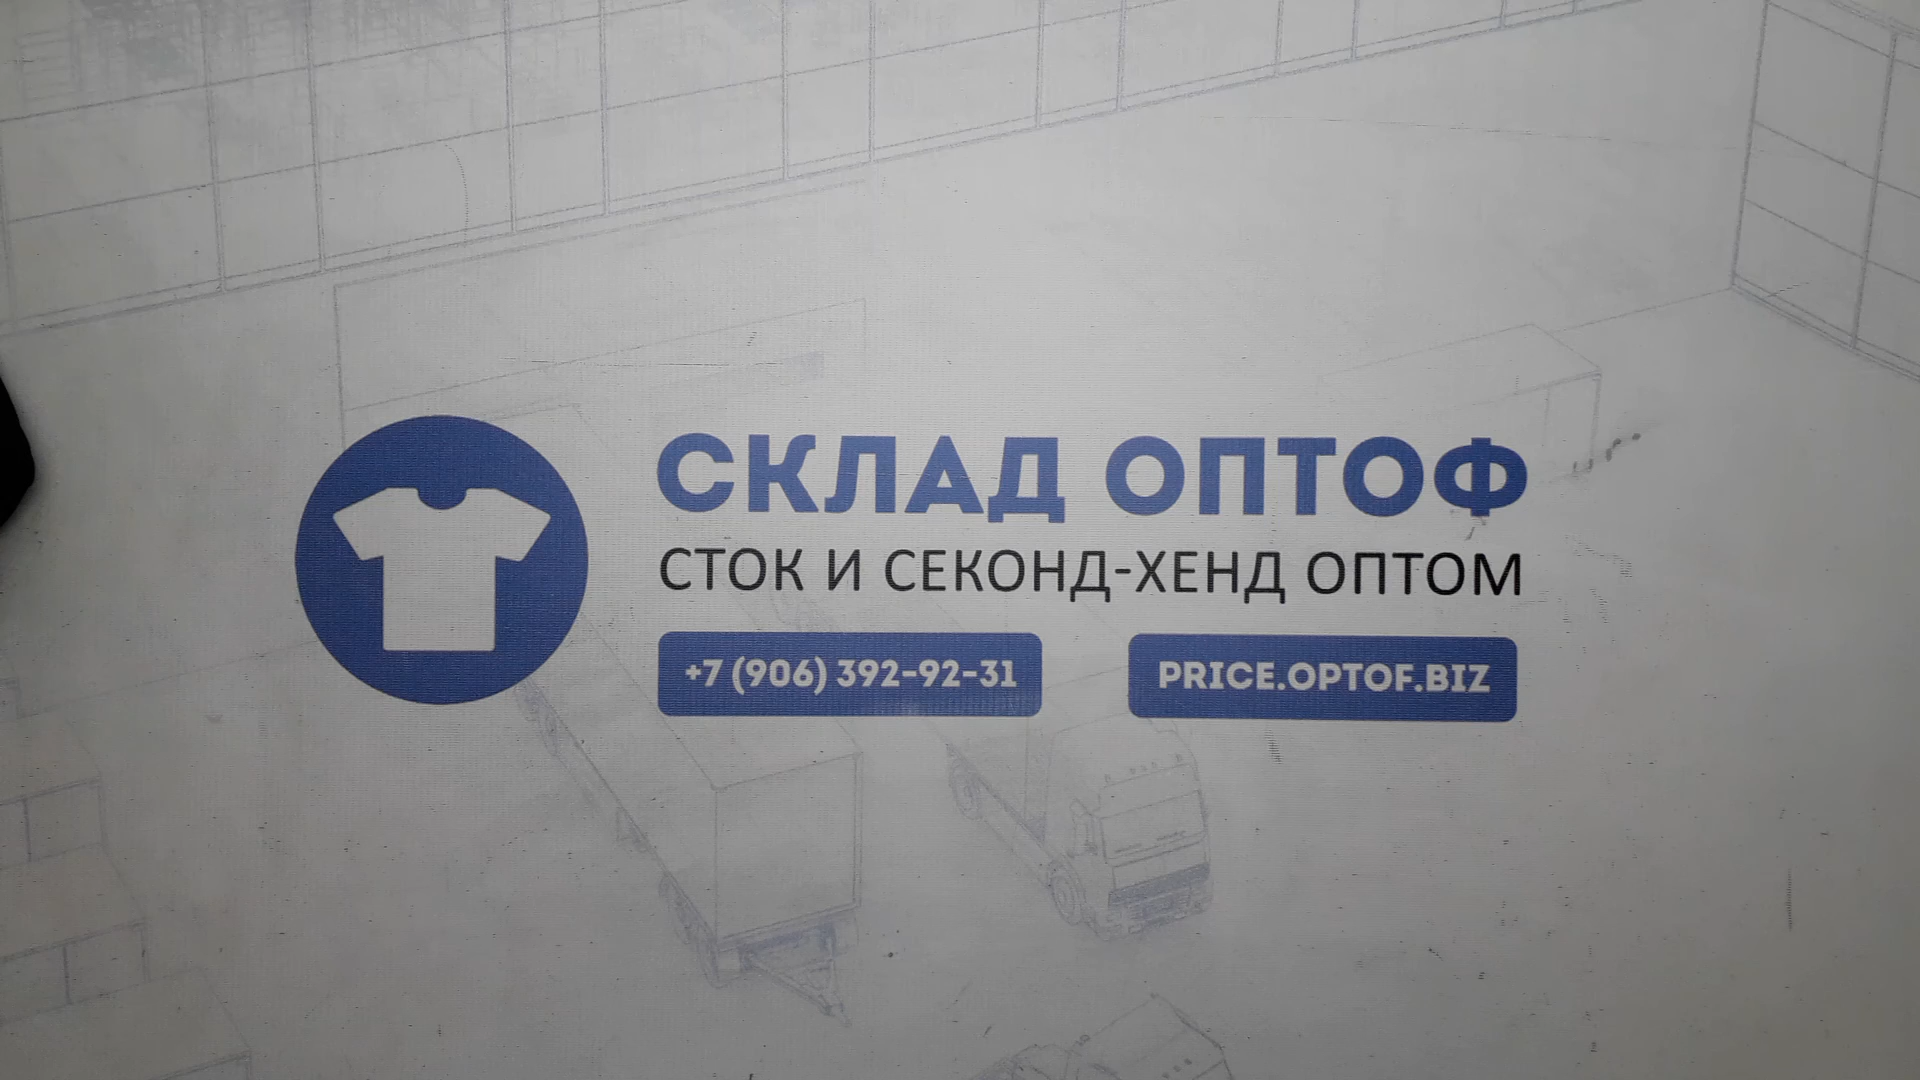 СКЛАД ОПТОФ
СТОК И СЕКОНД-ХЕНД ОПТОМ
+7 (906) 392-92-31
PRICE.OPTOF.BIZ